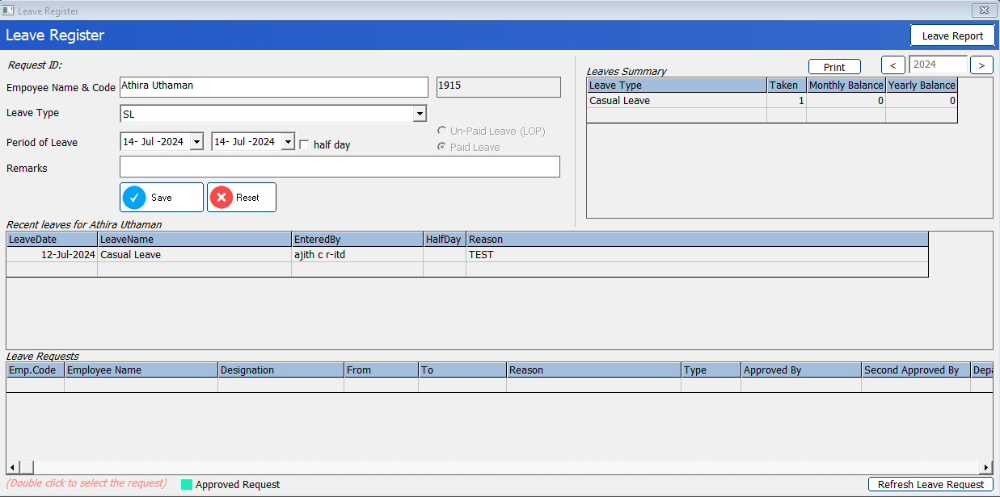 Leave Register
Leave Register
Leave Report
Request ID:
Empoyee Name & Code Athira Uthaman 1915
Leave Type SL
Un-Paid Leave (LOP)
Period of Leave 14- Jul -2024 14- Jul -2024 half day
Paid Leave
Remarks
Save Reset
Leaves Summary Print < 2024 >
Leave Type Taken Monthly Balance Yearly Balance
Casual Leave 1 0 0
Recent leaves for Athira Uthaman
LeaveDate LeaveName EnteredBy HalfDay Reason
12-Jul-2024 Casual Leave ajith c r-itd TEST
Leave Requests
Emp.Code Employee Name Designation From To Reason Type Approved By Second Approved By Depa
(Double click to select the request) Approved Request Refresh Leave Request